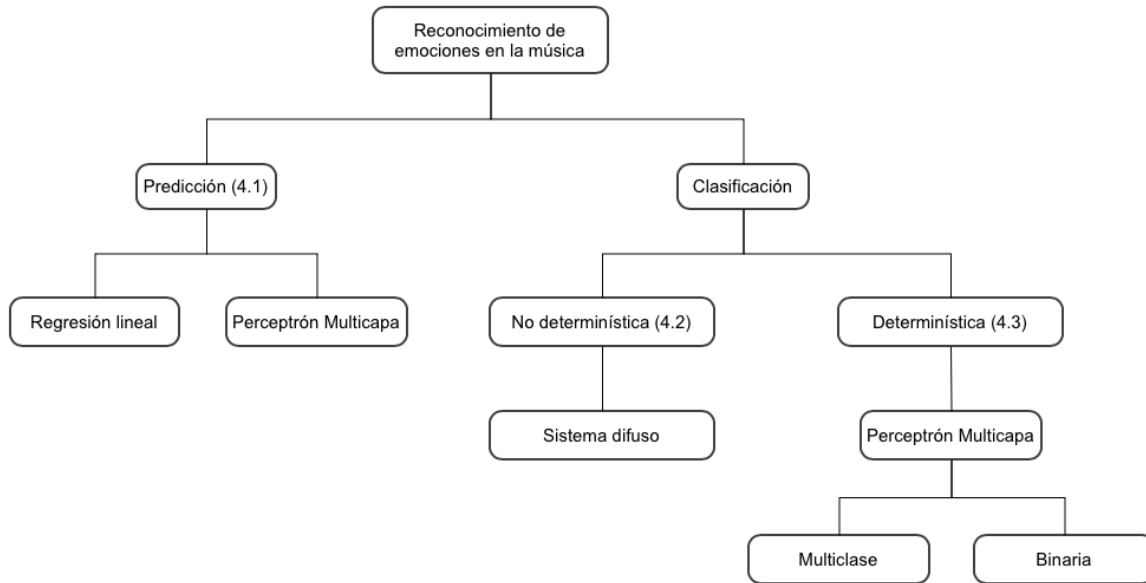 Reconocimiento de
emociones en la música
Predicción (4.1)
Clasificación
Regresión lineal
Perceptrón Multicapa
No determinística (4.2)
Determinística (4.3)
Sistema difuso
Perceptrón Multicapa
Multiclase
Binaria